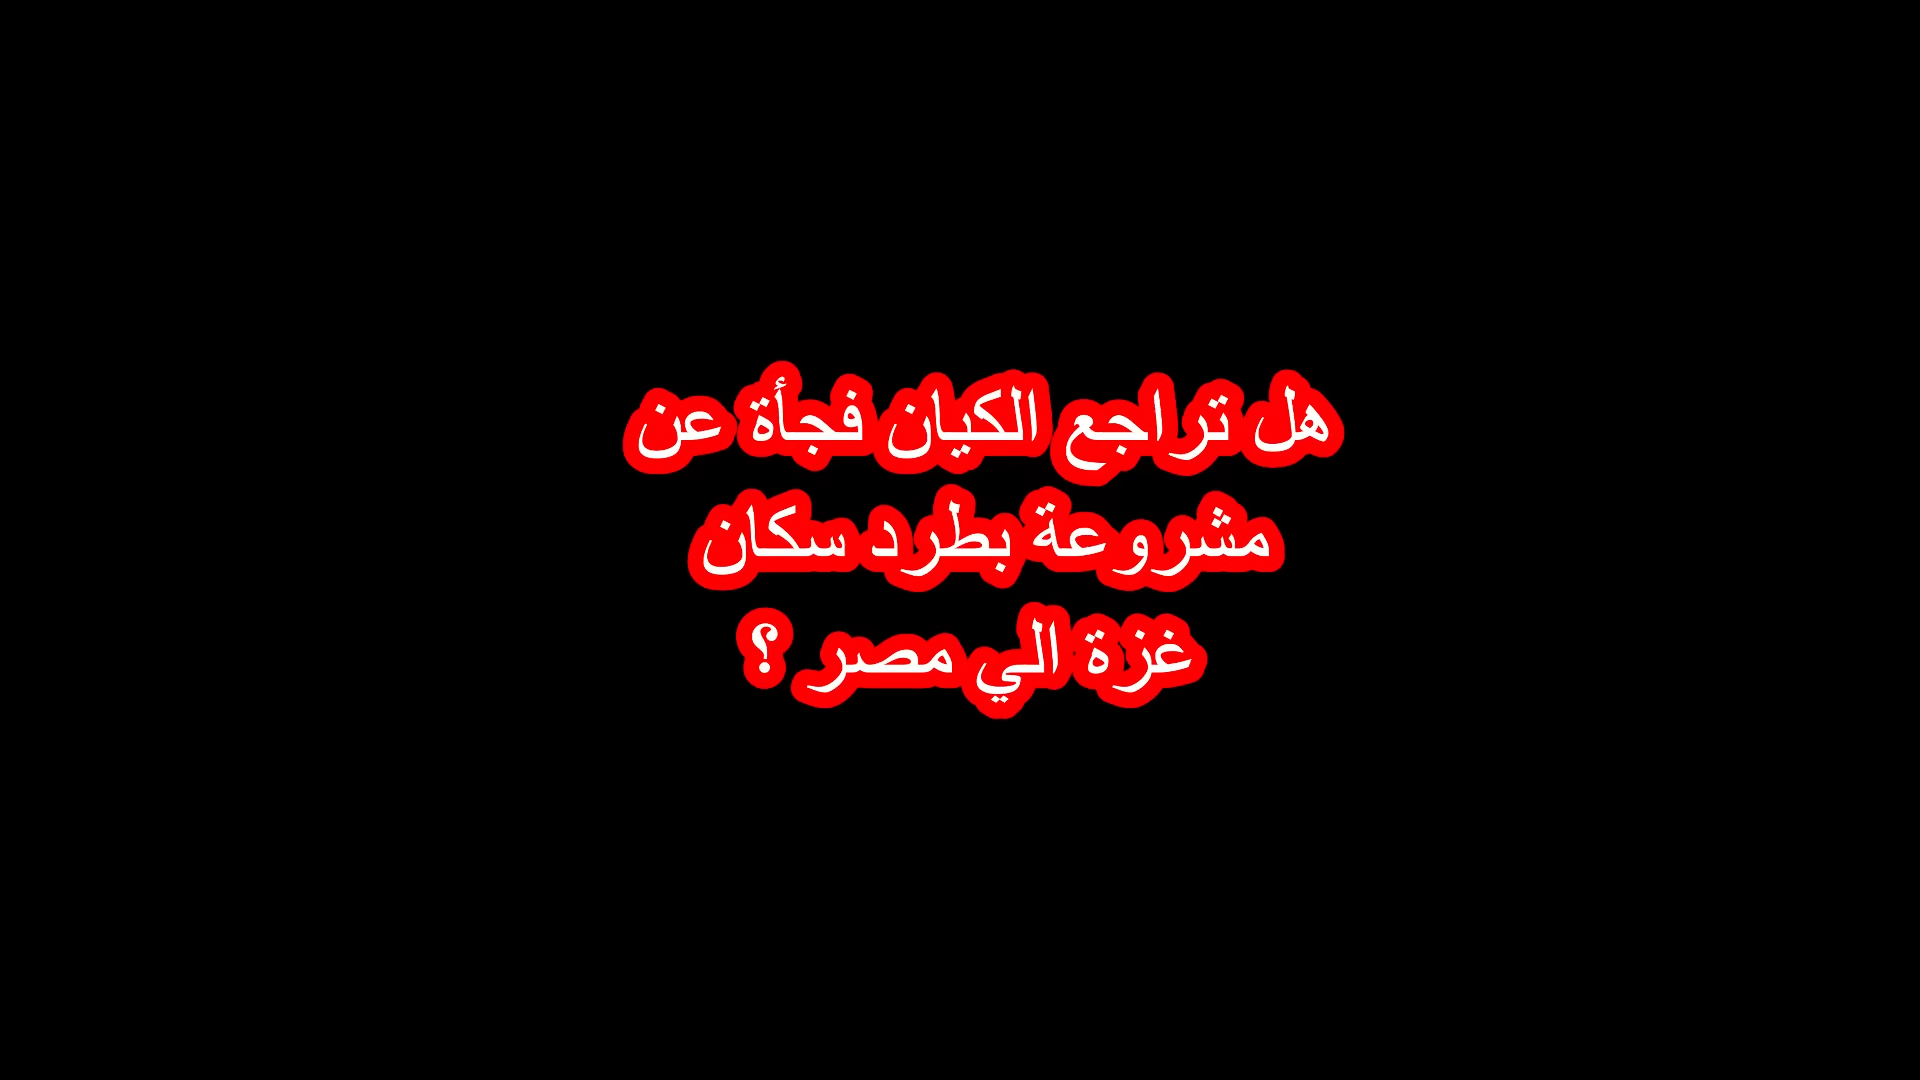 هل تراجع الكيان فجأة عن
مشروعة بطرد سكان
غزة الي مصر ؟